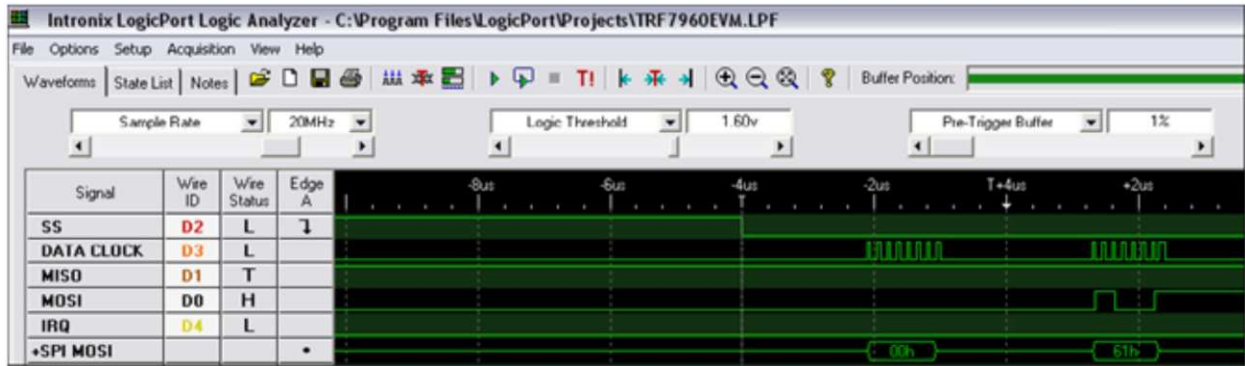 Intronix LogicPort Logic Analyzer - C:\Program Files\LogicPort\Projects\TRF7960EVM.LPF
File Options Setup Acquisition View Help
Waveforms State List Notes T! Buffer Position:
Sample Rate 20MHz Logic Threshold 1.60v Pre-Trigger Buffer 1%
Signal Wire ID Wire Status Edge A -8us -6us -4us -2us T+4us +2us
T
SS D2 L
DATA CLOCK D3 L
MISO D1 T
MOSI D0 H
IRQ D4 L
+SPI MOSI 00h 61h